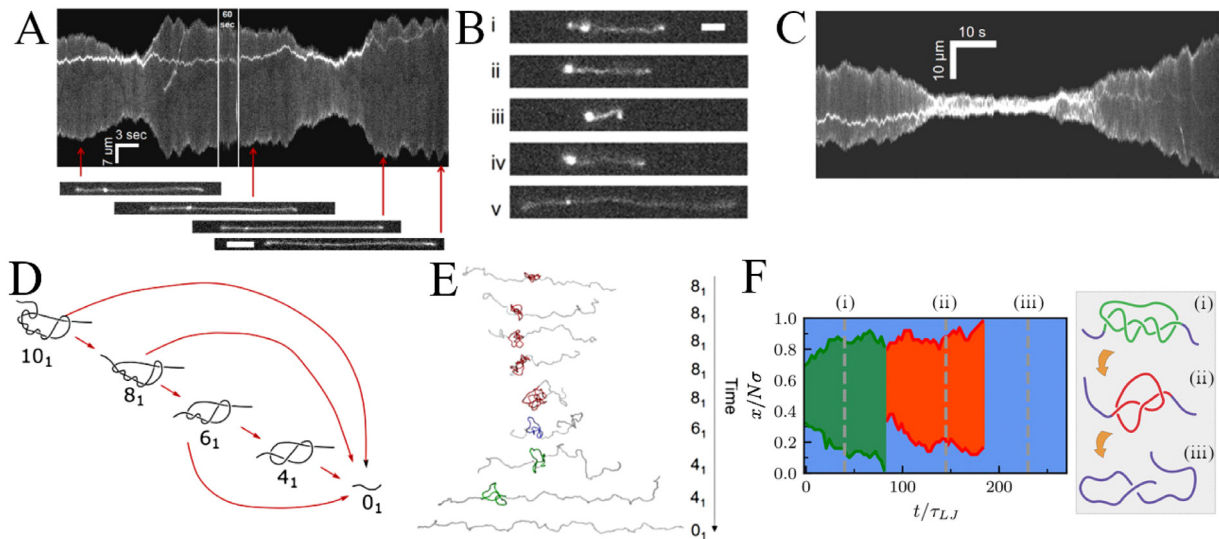 A
60
sec
3 sec
7 um
B
i
ii
iii
iv
v
C
10 s
10 μm
D
10₁
8₁
6₁
4₁
0₁
E
8₁
8₁
8₁
8₁
8₁
6₁
4₁
4₁
0₁
Time
F
(i)
(ii)
(iii)
1.0
0.8
0.6
0.4
0.2
0.0
x/Nσ
0
100
200
t/τ_LJ
(i)
(ii)
(iii)